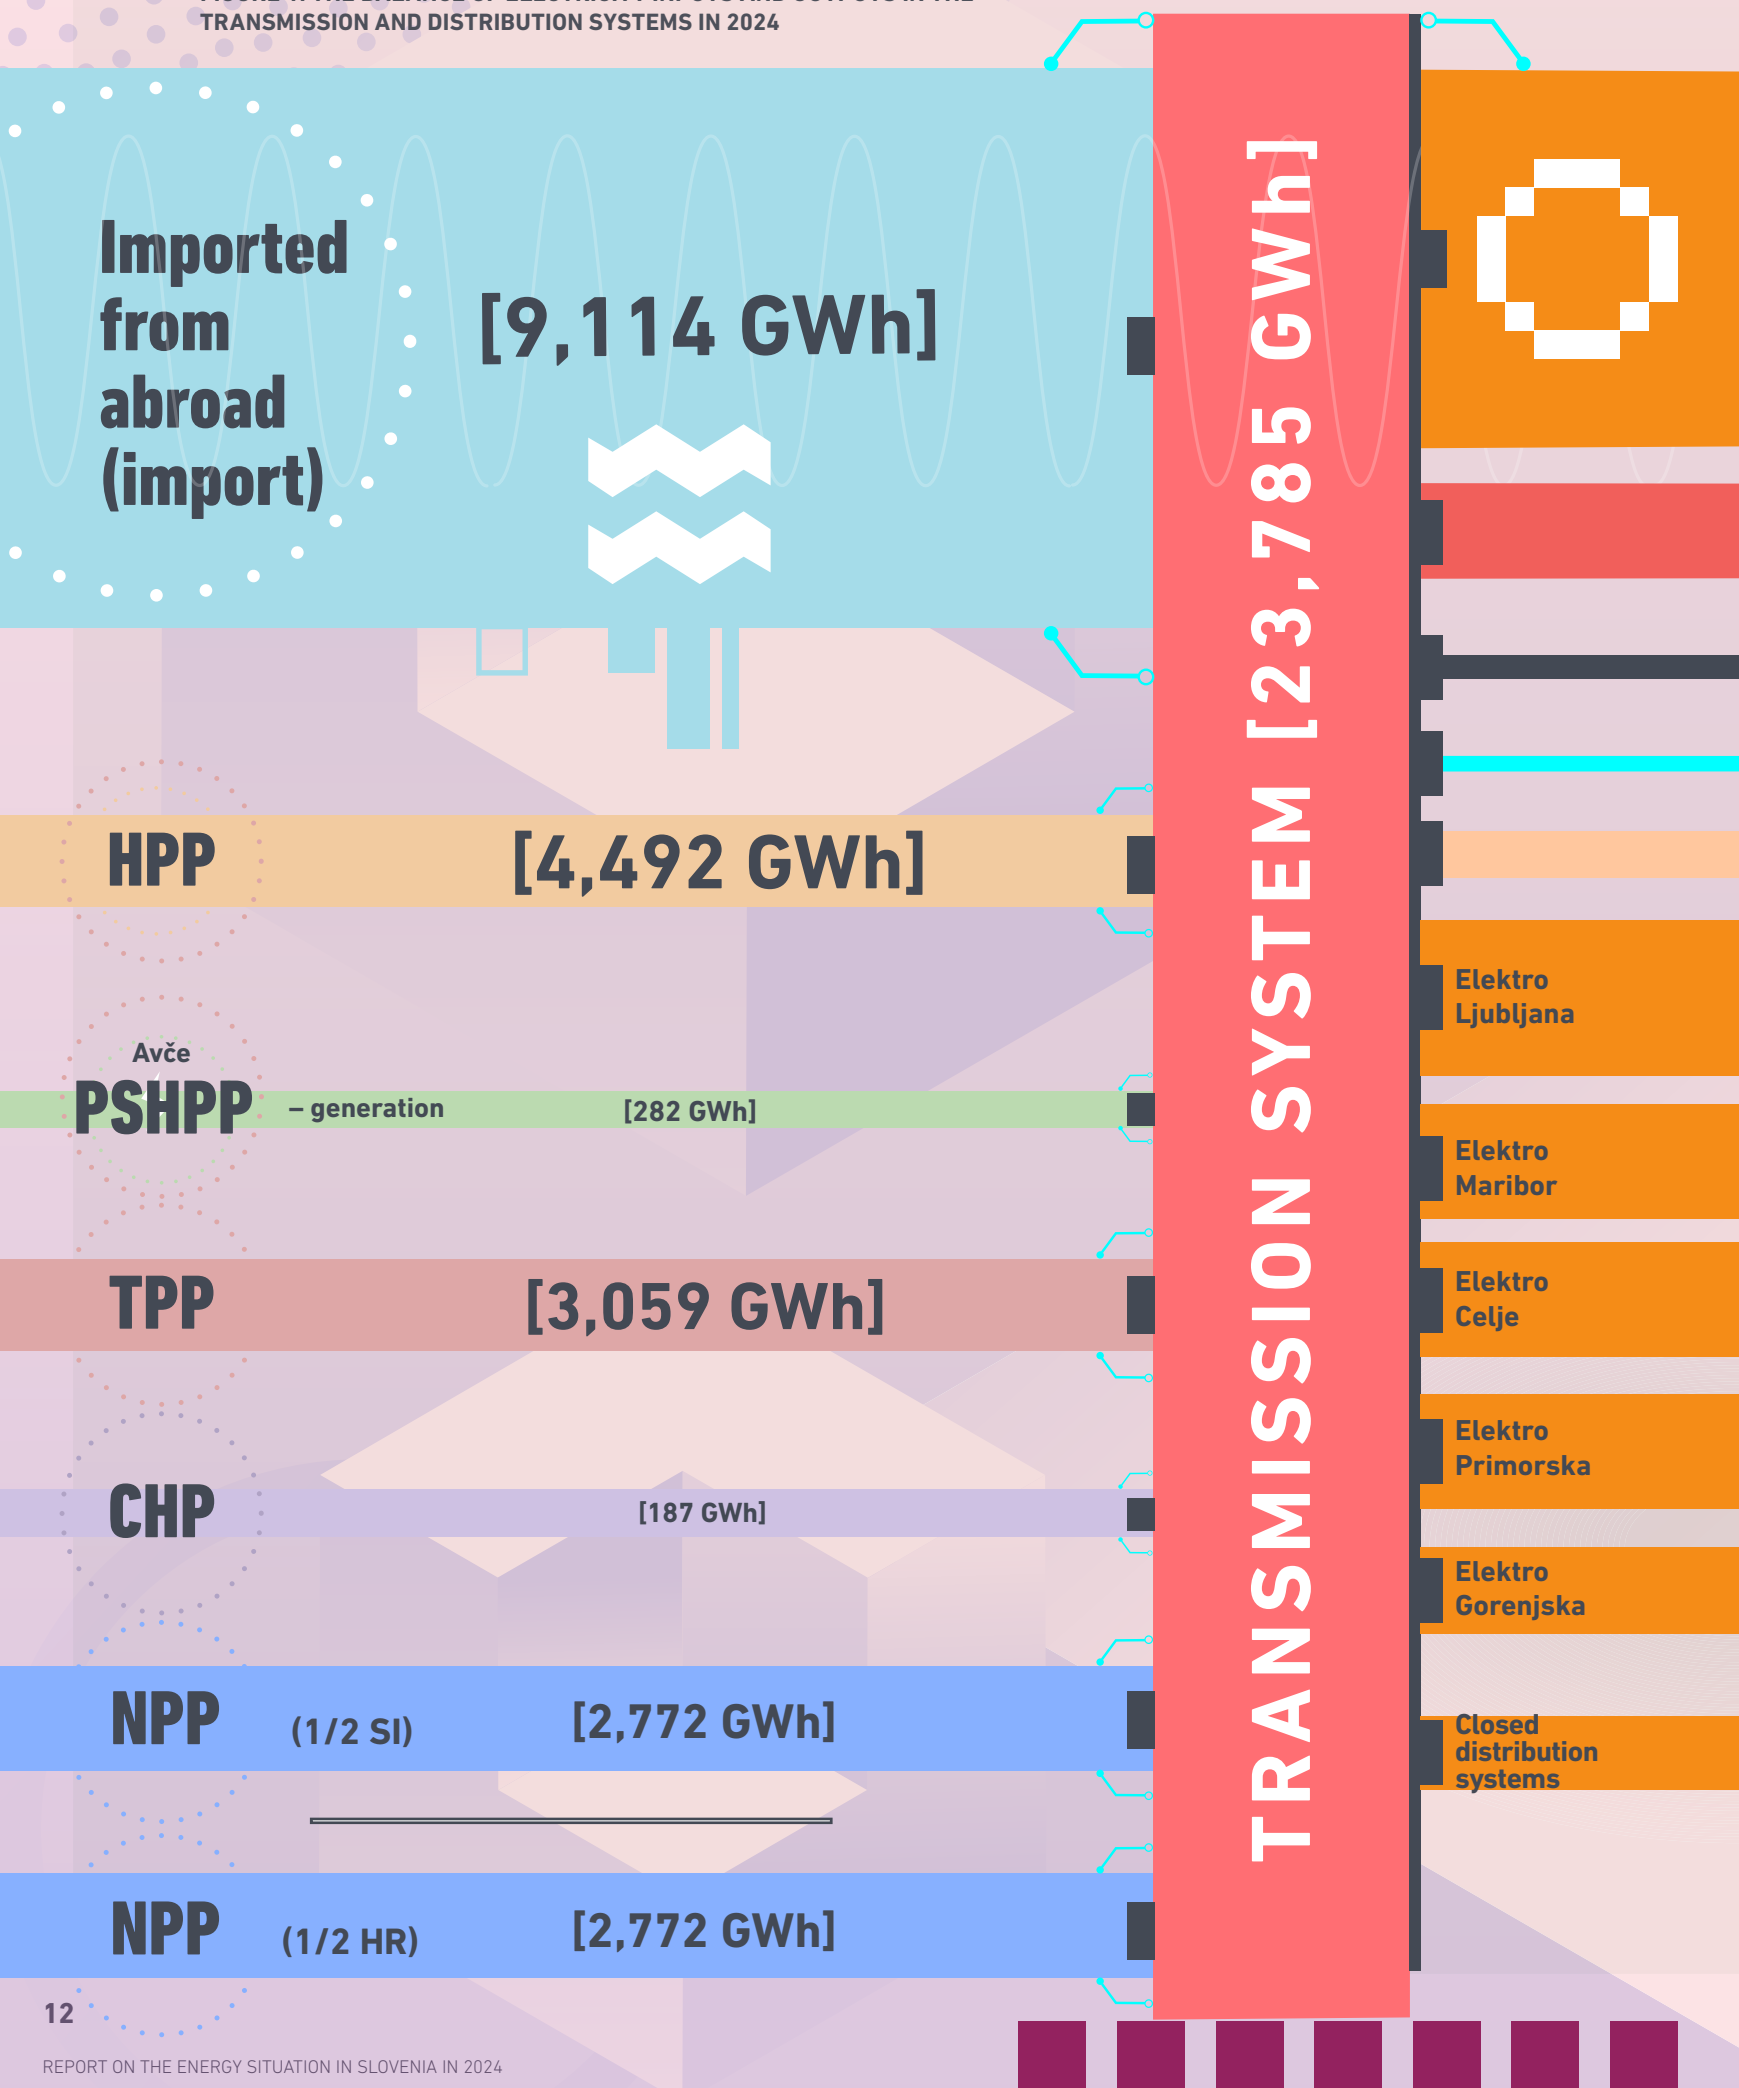 TRANSMISSION AND DISTRIBUTION SYSTEMS IN 2024
Imported
from
abroad
(import)
[9,114 GWh]
HPP
[4,492 GWh]
Avče
PSHPP
– generation
[282 GWh]
TPP
[3,059 GWh]
CHP
[187 GWh]
NPP
(1/2 SI)
[2,772 GWh]
NPP
(1/2 HR)
[2,772 GWh]
TRANSMISSION SYSTEM [23,785 GWh]
Elektro
Ljubljana
Elektro
Maribor
Elektro
Celje
Elektro
Primorska
Elektro
Gorenjska
Closed
distribution
systems
12
REPORT ON THE ENERGY SITUATION IN SLOVENIA IN 2024